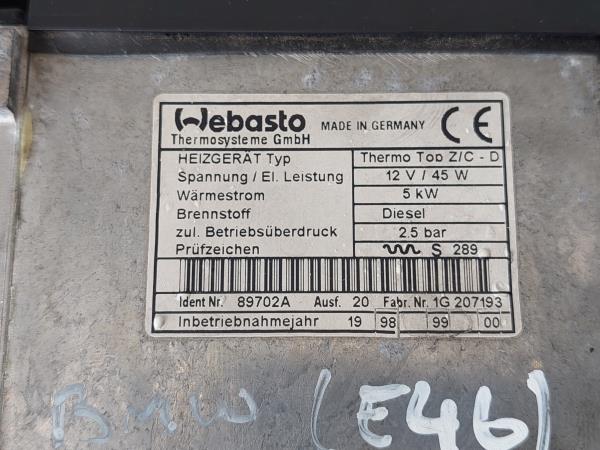 Webasto MADE IN GERMANY CE
Thermosysteme GmbH
HEIZGERÄT Typ Thermo Top Z/C - D
Spannung / El. Leistung 12 V / 45 W
Wärmestrom 5 kW
Brennstoff Diesel
zul. Betriebsüberdruck 2.5 bar
Prüfzeichen S 289
Ident Nr. 89702A Ausf. 20 Fabr. Nr. 1G 207193
Inbetriebnahmejahr 19 98 99 00
BMW (E46)